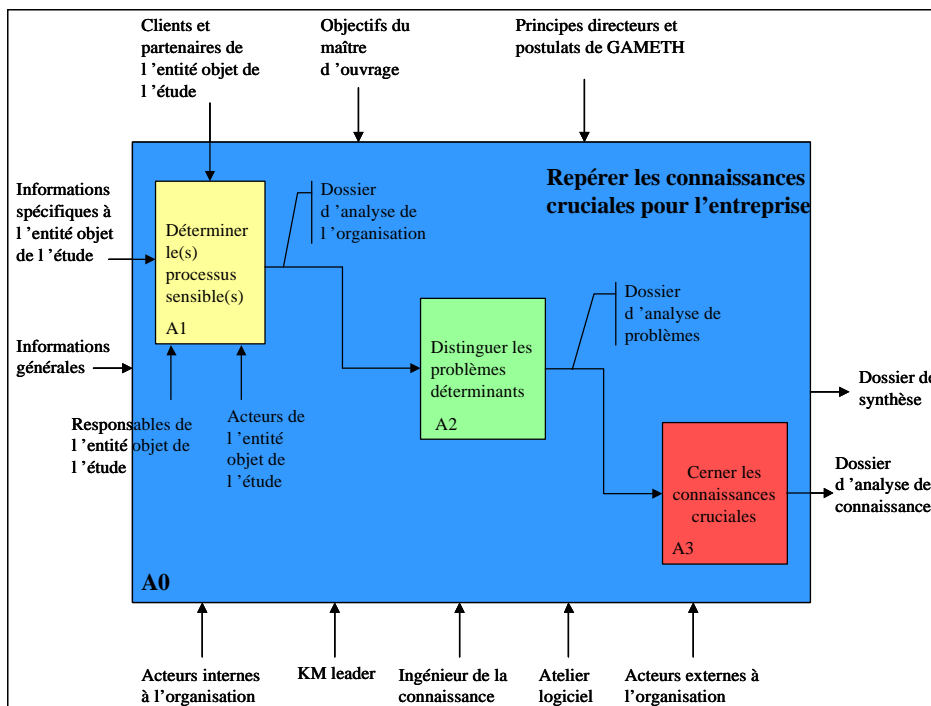 Clients et
partenaires de
l ’entité objet de
l ’étude
Objectifs du
maître
d ’ouvrage
Principes directeurs et
postulats de GAMETH
Informations
spécifiques à
l ’entité objet
de l ’étude
Informations
générales
Repérer les connaissances
cruciales pour l’entreprise
Déterminer
le(s)
processus
sensible(s)
A1
Dossier
d ’analyse de
l ’organisation
Responsables de
l ’entité objet de
l ’étude
Acteurs de
l ’entité
objet de
l ’étude
Distinguer les
problèmes
déterminants
A2
Dossier
d ’analyse de
problèmes
Cerner les
connaissances
cruciales
A3
Dossier de
synthèse
Dossier
d ’analyse de
connaissance
A0
Acteurs internes
à l’organisation
KM leader
Ingénieur de la
connaissance
Atelier
logiciel
Acteurs externes à
l’organisation